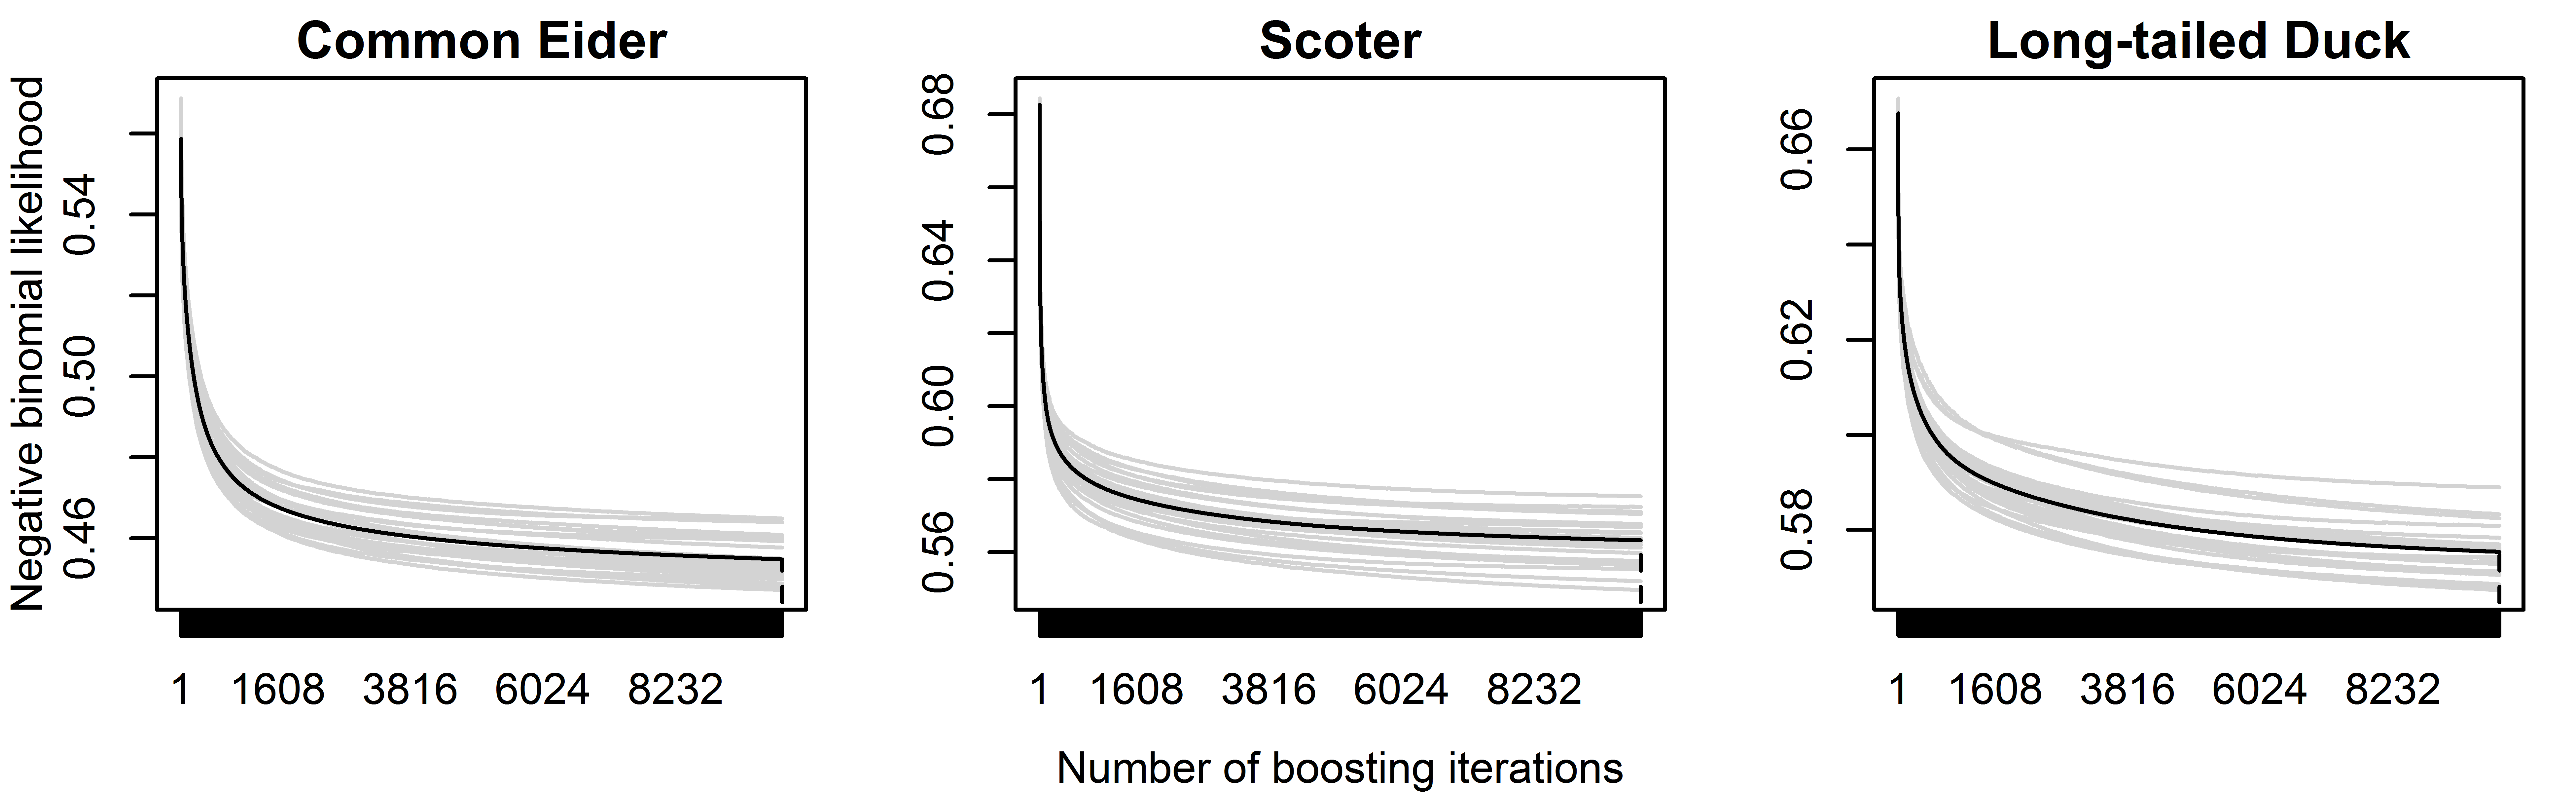 Common Eider
Scoter
Long-tailed Duck
Negative binomial likelihood
0.54
0.50
0.46
0.68
0.64
0.60
0.56
0.66
0.62
0.58
1 1608 3816 6024 8232
1 1608 3816 6024 8232
1 1608 3816 6024 8232
Number of boosting iterations